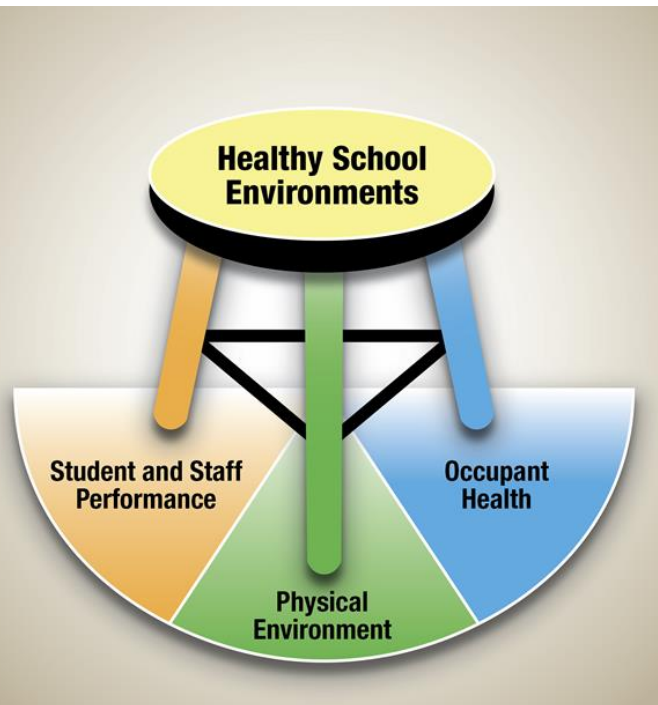 Healthy School
Environments
Student and Staff
Performance
Occupant
Health
Physical
Environment